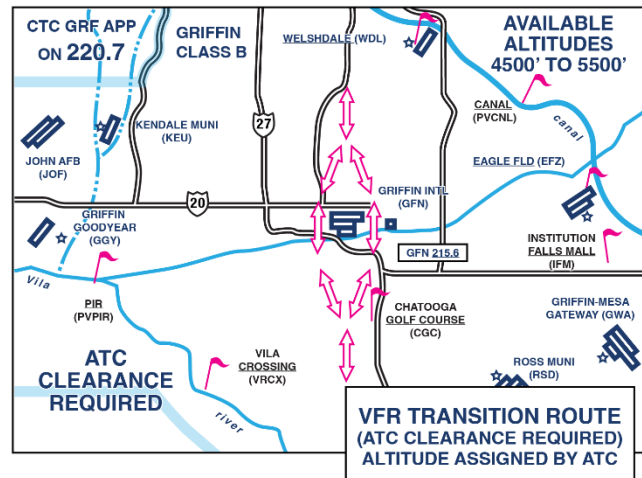 CTC GRF APP
ON 220.7
GRIFFIN
CLASS B
WELSHDALE (WDL)
AVAILABLE
ALTITUDES
4500' TO 5500'
CANAL
(PVCNL)
canal
27
KENDALE MUNI
(KEU)
JOHN AFB
(JOF)
EAGLE FLD (EFZ)
20
GRIFFIN INTL
(GFN)
GRIFFIN
GOODYEAR
(GGY)
GFN 215.6
INSTITUTION
FALLS MALL
(IFM)
Vila
PIR
(PVPIR)
CHATOOGA
GOLF COURSE
(CGC)
GRIFFIN-MESA
GATEWAY (GWA)
ATC
CLEARANCE
REQUIRED
VILA
CROSSING
(VRCX)
ROSS MUNI
(RSD)
river
VFR TRANSITION ROUTE
(ATC CLEARANCE REQUIRED)
ALTITUDE ASSIGNED BY ATC